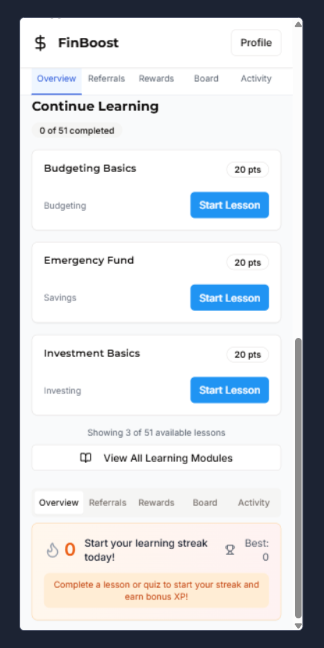 $ FinBoost Profile
Overview Referrals Rewards Board Activity
Continue Learning
0 of 51 completed
Budgeting Basics 20 pts
Budgeting Start Lesson
Emergency Fund 20 pts
Savings Start Lesson
Investment Basics 20 pts
Investing Start Lesson
Showing 3 of 51 available lessons
View All Learning Modules
Overview Referrals Rewards Board Activity
0 Start your learning streak today! Best: 0
Complete a lesson or quiz to start your streak and
earn bonus XP!